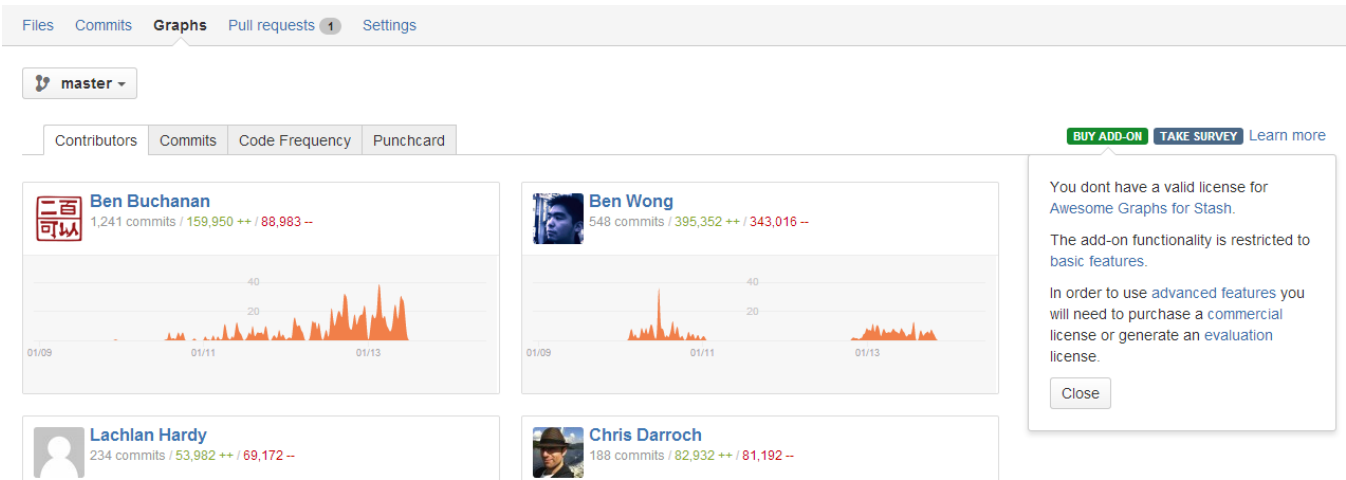 Files Commits Graphs Pull requests 1 Settings
master
Contributors Commits Code Frequency Punchcard
BUY ADD-ON TAKE SURVEY Learn more
二百
可以
Ben Buchanan
1,241 commits / 159,950 ++ / 88,983 --
40
20
01/09 01/11 01/13
Ben Wong
548 commits / 395,352 ++ / 343,016 --
40
20
01/09 01/11 01/13
You dont have a valid license for
Awesome Graphs for Stash.
The add-on functionality is restricted to
basic features.
In order to use advanced features you
will need to purchase a commercial
license or generate an evaluation
license.
Close
Lachlan Hardy
234 commits / 53,982 ++ / 69,172 --
Chris Darroch
188 commits / 82,932 ++ / 81,192 --